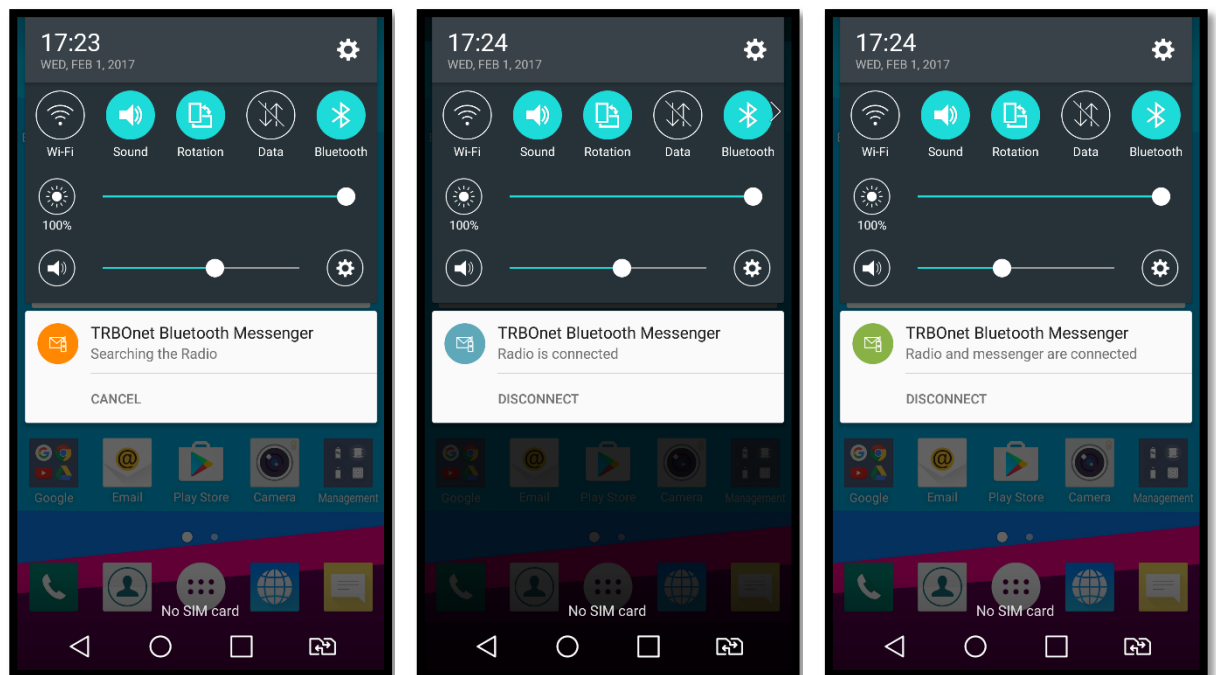 17:23
WED, FEB 1, 2017
Wi-Fi Sound Rotation Data Bluetooth
100%
TRBOnet Bluetooth Messenger
Searching the Radio
CANCEL
Google Email Play Store Camera Management
No SIM card
17:24
WED, FEB 1, 2017
Wi-Fi Sound Rotation Data Bluetooth
100%
TRBOnet Bluetooth Messenger
Radio is connected
DISCONNECT
Google Email Play Store Camera Management
No SIM card
17:24
WED, FEB 1, 2017
Wi-Fi Sound Rotation Data Bluetooth
100%
TRBOnet Bluetooth Messenger
Radio and messenger are connected
DISCONNECT
Google Email Play Store Camera Management
No SIM card